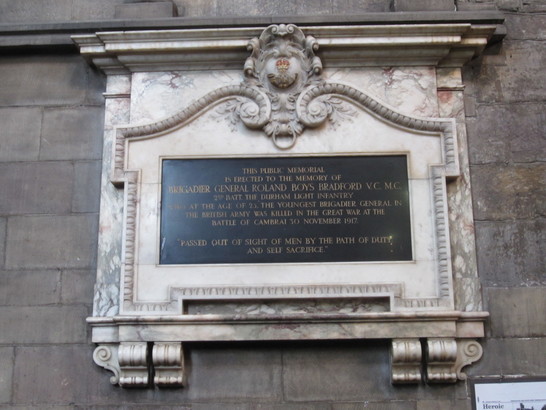 THIS PUBLIC MEMORIAL
IS ERECTED TO THE MEMORY OF
BRIGADIER GENERAL ROLAND BOYS BRADFORD V.C. M.C.
2ND BATT THE DURHAM LIGHT INFANTRY
AT THE AGE OF 25 THE YOUNGEST BRIGADIER GENERAL IN
THE BRITISH ARMY WAS KILLED IN THE GREAT WAR AT THE
BATTLE OF CAMBRAI 30 NOVEMBER 1917.
"PASSED OUT OF SIGHT OF MEN BY THE PATH OF DUTY
AND SELF SACRIFICE."
Heroic